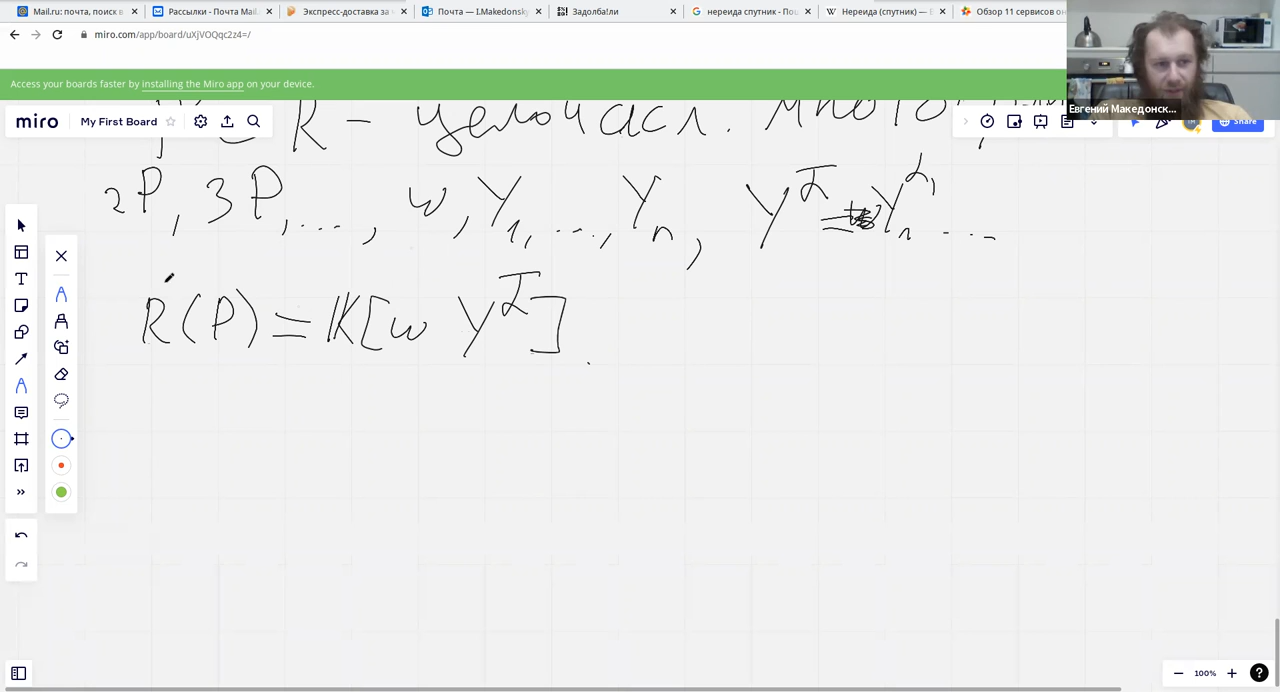 Mail.ru: почта, поиск в
Рассылки - Почта Mail.
Экспресс-доставка за
Почта — I.Makedonsky
Задолба!ли
нереида спутник - По
Нереида (спутник) —
Обзор 11 сервисов он
miro.com/app/board/uXjVOQqc2z4=/
Access your boards faster by installing the Miro app on your device.
Евгений Македонск...
miro My First Board
Share
R - целочисл.
2P, 3P, ..., w, Y₁, ..., Yₙ, Y^α = Y₁^α₁ ...
R(P) = K[w Y^α]
100%